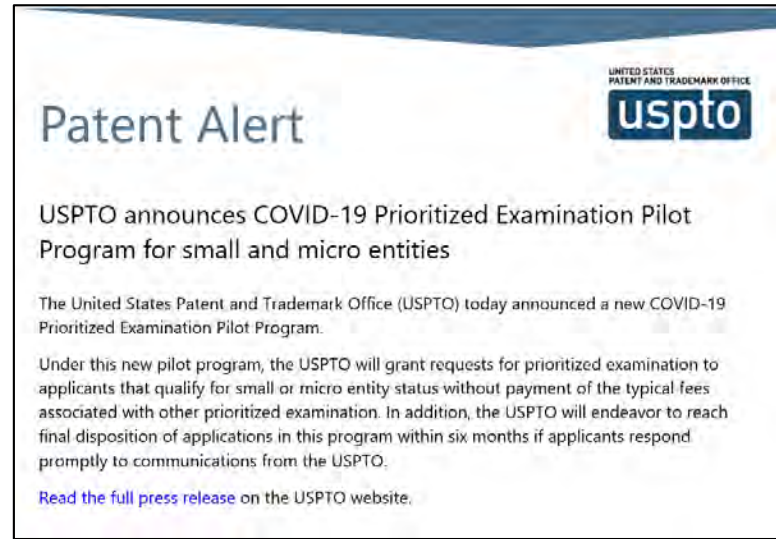 UNITED STATES
PATENT AND TRADEMARK OFFICE
uspto
Patent Alert
USPTO announces COVID-19 Prioritized Examination Pilot
Program for small and micro entities
The United States Patent and Trademark Office (USPTO) today announced a new COVID-19
Prioritized Examination Pilot Program.
Under this new pilot program, the USPTO will grant requests for prioritized examination to
applicants that qualify for small or micro entity status without payment of the typical fees
associated with other prioritized examination. In addition, the USPTO will endeavor to reach
final disposition of applications in this program within six months if applicants respond
promptly to communications from the USPTO.
Read the full press release on the USPTO website.